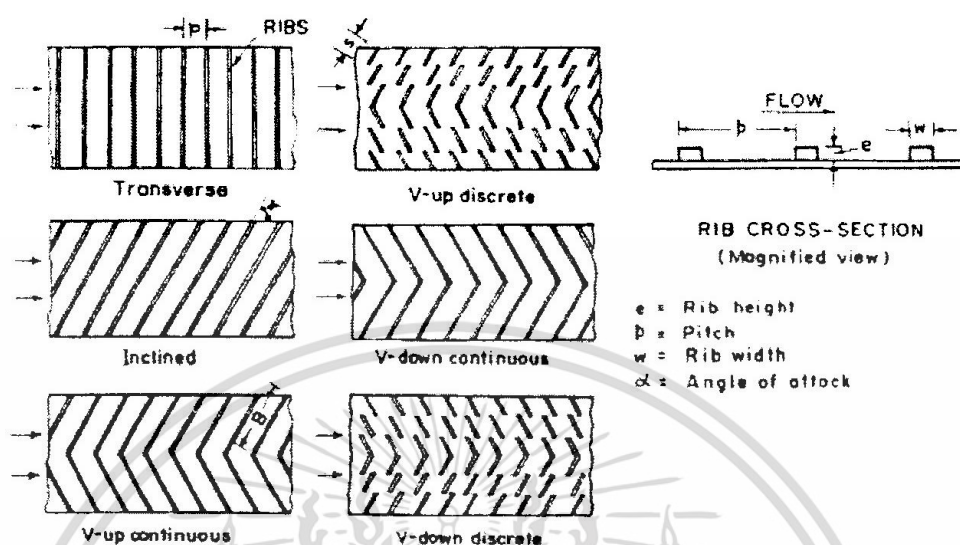 p
RIBS
Transverse
S
V-up discrete
FLOW
p
w
e
RIB CROSS-SECTION
(Magnified view)
α
Inclined
V-down continuous
e = Rib height
p = Pitch
w = Rib width
α = Angle of attack
B
V-up continuous
V-down discrete